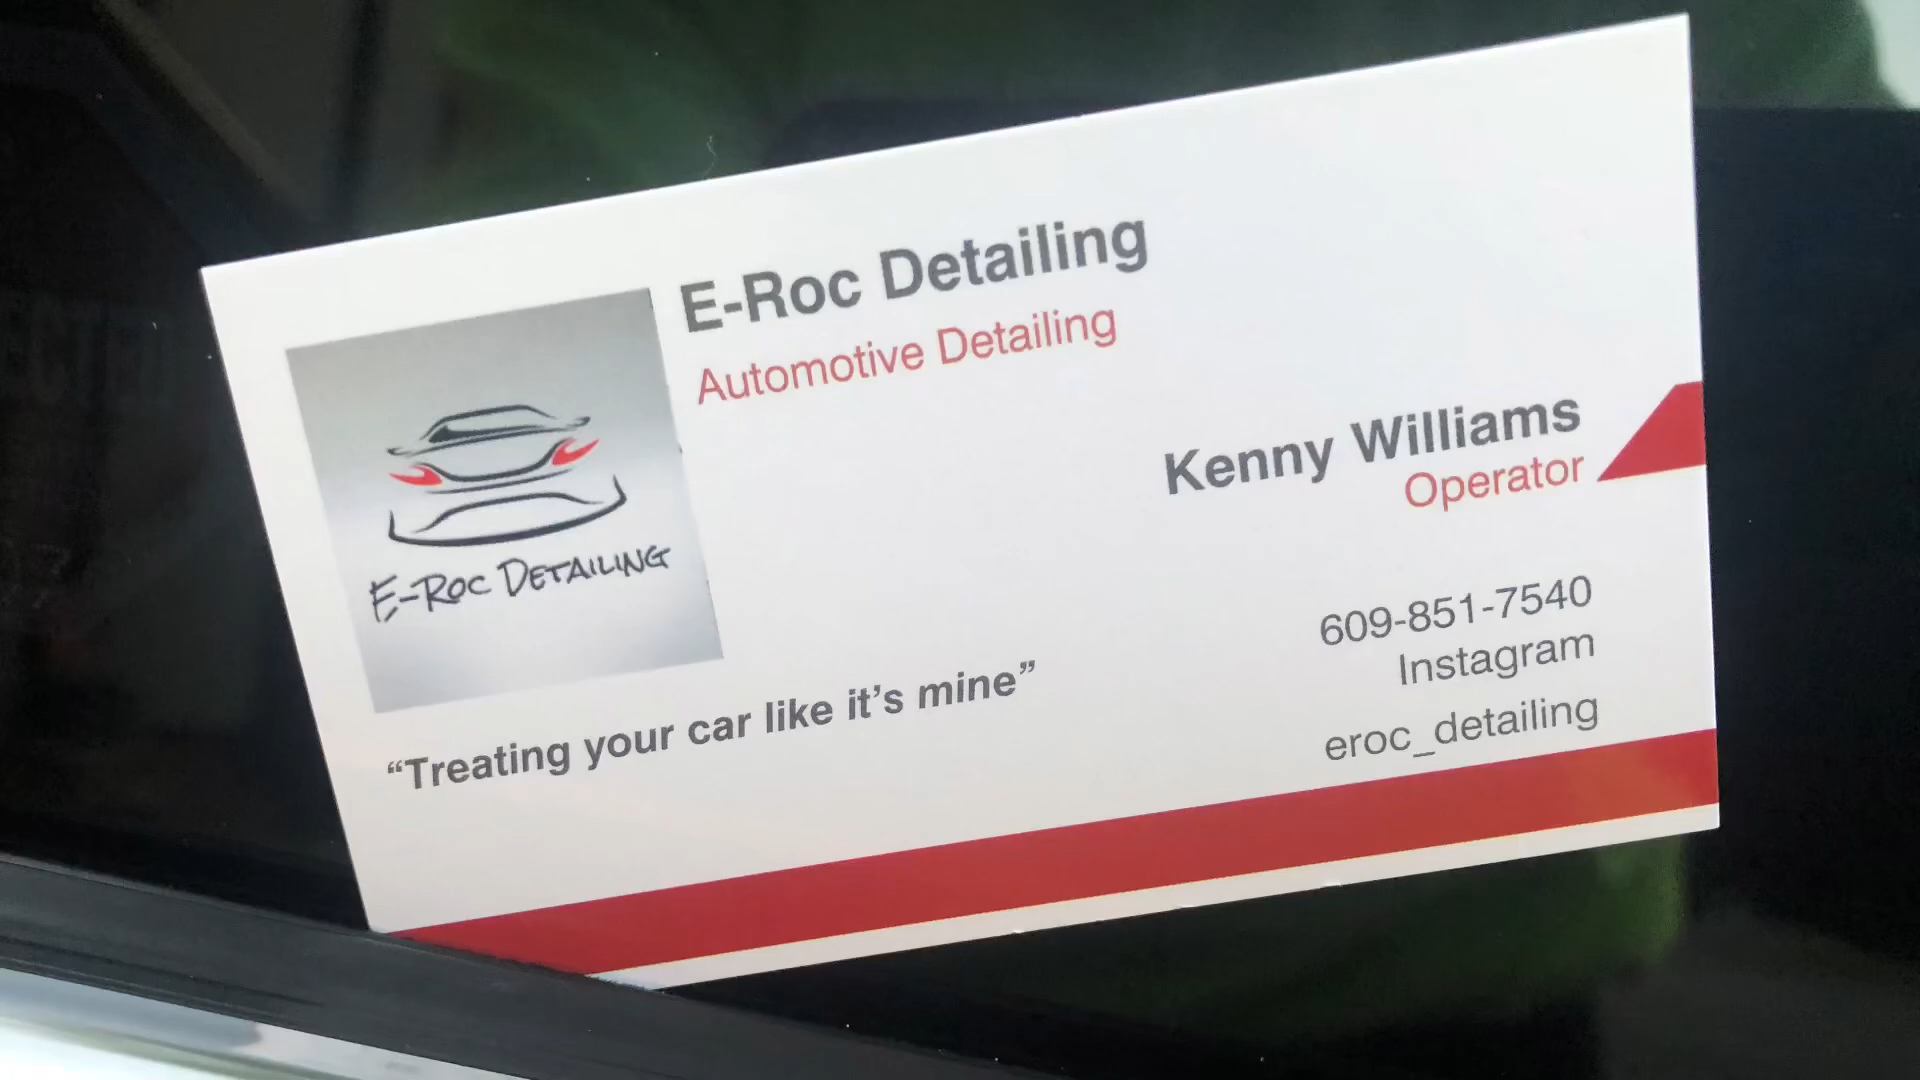 E-Roc Detailing
Automotive Detailing
Kenny Williams
Operator
E-ROC DETAILING
609-851-7540
Instagram
eroc_detailing
“Treating your car like it’s mine”